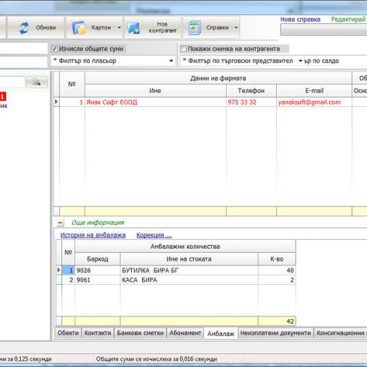 Нова справка Редактирай
Обнови Картон Нов контрагент Справки
Изчисли общите суми Покажи снимка на контрагента
* Филтър по пласьор * Филтър по търговски представител ър по салдо
Данни на фирмата
№ Име Телефон E-mail
1 Янак Софт ЕООД 975 33 32 yanaksoft@gmail.com
Още информация
История на амбалажа Корекция ...
Амбалажни количества
№ Баркод Име на стоката К-во
1 9026 БУТИЛКА БИРА БГ 40
2 9061 КАСА БИРА 2
42
Обекти Контакти Банкови сметки Абонамент Амбалаж Неизплатени документи Консигнационни
ни за 0,125 секунди Общите суми се изчислиха за 0,016 секунди